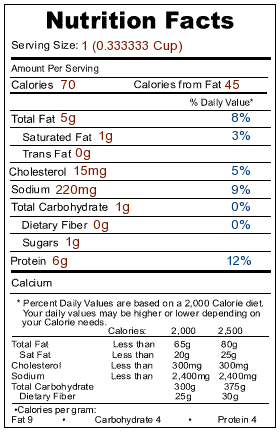 Nutrition Facts
Serving Size: 1 (0.333333 Cup)
Amount Per Serving
Calories 70 Calories from Fat 45
% Daily Value*
Total Fat 5g 8%
Saturated Fat 1g 3%
Trans Fat 0g
Cholesterol 15mg 5%
Sodium 220mg 9%
Total Carbohydrate 1g 0%
Dietary Fiber 0g 0%
Sugars 1g
Protein 6g 12%
Calcium
* Percent Daily Values are based on a 2,000 Calorie diet.
Your daily values may be higher or lower depending on
your Calorie needs.
Calories: 2,000 2,500
Total Fat Less than 65g 80g
Sat Fat Less than 20g 25g
Cholesterol Less than 300mg 300mg
Sodium Less than 2,400mg 2,400mg
Total Carbohydrate 300g 375g
Dietary Fiber 25g 30g
•Calories per gram:
Fat 9 • Carbohydrate 4 • Protein 4